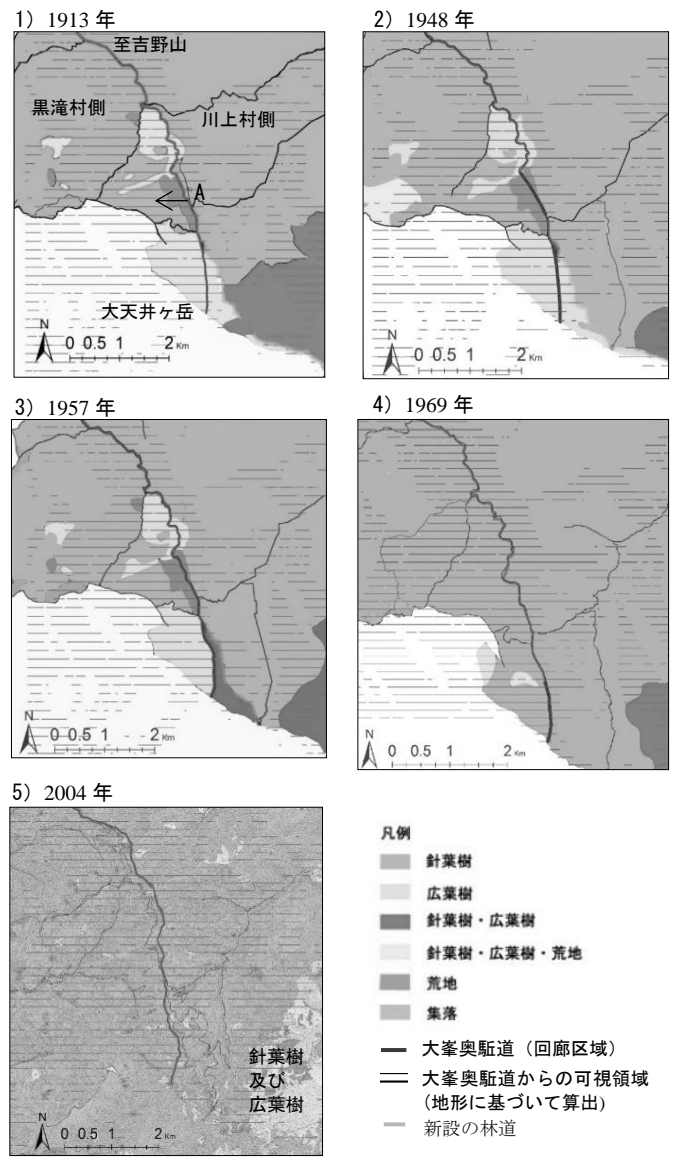 1) 1913 年
至吉野山
黒滝村側
川上村側
A
大天井ヶ岳
N
0 0.5 1 2 Km
2) 1948 年
N
0 0.5 1 2 Km
3) 1957 年
N
0 0.5 1 2 Km
4) 1969 年
N
0 0.5 1 2 Km
5) 2004 年
針葉樹
及び
広葉樹
N
0 0.5 1 2 Km
凡例
針葉樹
広葉樹
針葉樹・広葉樹
針葉樹・広葉樹・荒地
荒地
集落
大峯奥駈道（回廊区域）
大峯奥駈道からの可視領域
(地形に基づいて算出)
新設の林道